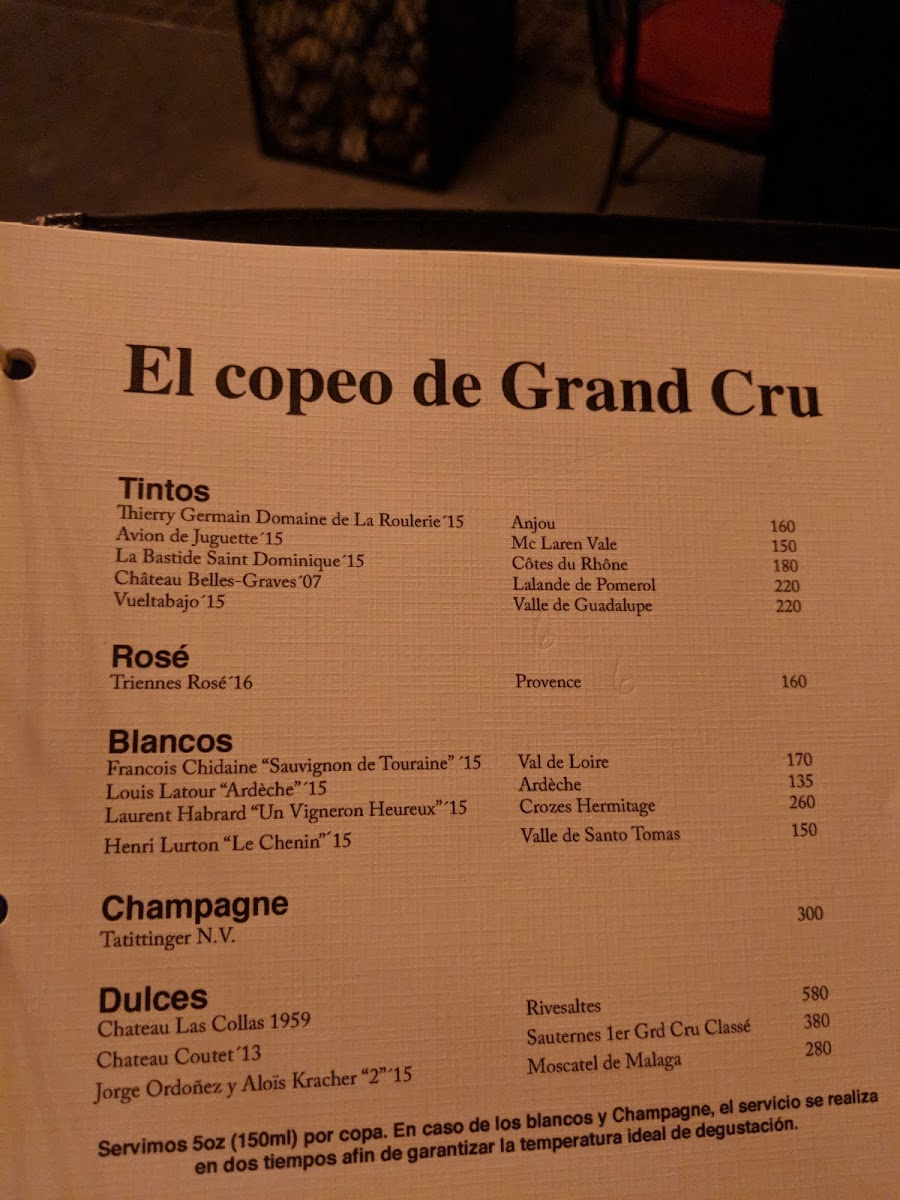 El copeo de Grand Cru
Tintos
Thierry Germain Domaine de La Roulerie´15 Anjou 160
Avion de Juguette´15 Mc Laren Vale 150
La Bastide Saint Dominique´15 Côtes du Rhône 180
Château Belles-Graves´07 Lalande de Pomerol 220
Vueltabajo´15 Valle de Guadalupe 220
Rosé
Triennes Rosé´16 Provence 160
Blancos
Francois Chidaine “Sauvignon de Touraine” ´15 Val de Loire 170
Louis Latour “Ardèche”´15 Ardèche 135
Laurent Habrard “Un Vigneron Heureux”´15 Crozes Hermitage 260
Henri Lurton “Le Chenin”´15 Valle de Santo Tomas 150
Champagne
Tatittinger N.V. 300
Dulces
Chateau Las Collas 1959 Rivesaltes 580
Chateau Coutet´13 Sauternes 1er Grd Cru Classé 380
Jorge Ordoñez y Aloïs Kracher “2”´15 Moscatel de Malaga 280
Servimos 5oz (150ml) por copa. En caso de los blancos y Champagne, el servicio se realiza
en dos tiempos afin de garantizar la temperatura ideal de degustación.